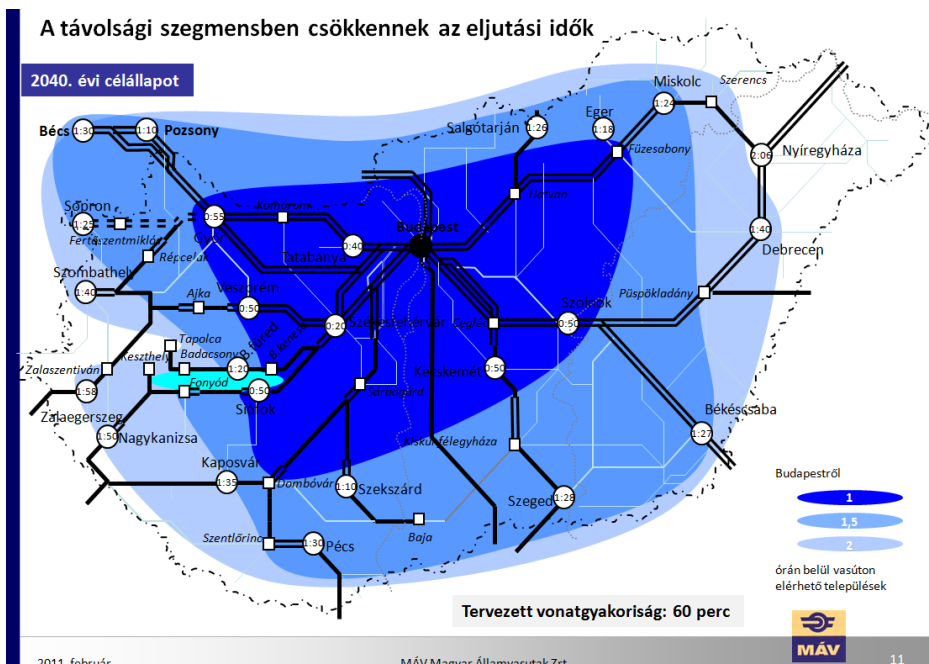 A távolsági szegmensben csökkennek az eljutási idők
2040. évi célállapot
Miskolc
Szerencs
1:24
Eger
1:18
Salgótarján
1:26
Bécs
1:30
1:10
Pozsony
Füzesabony
2:06
Nyíregyháza
Hatvan
Sopron
1:25
Fertőszentmiklós
0:55
Győr
Komárom
Budapest
1:40
Debrecen
0:40
Tatabánya
Répcelak
Szombathely
1:40
Ajka
Veszprém
0:50
Püspökladány
0:20
Székesfehérvár
Cegléd
Szolnok
0:50
Tapolca
Badacsony
B.füred
B.kenese
Keszthely
Zalaszentiván
1:20
Kecskemét
0:50
Fonyód
0:50
Siófok
Sárbogárd
1:58
Zalaegerszeg
1:50
Nagykanizsa
Békéscsaba
1:27
Kiskunfélegyháza
Kaposvár
1:35
Dombóvár
1:10
Szekszárd
Szeged
1:28
Baja
Szentlőrinc
1:30
Pécs
Budapestről
1
1,5
2
órán belül vasúton
elérhető települések
Tervezett vonatgyakoriság: 60 perc
MÁV
2011. február
MÁV Magyar Államvasutak Zrt.
11